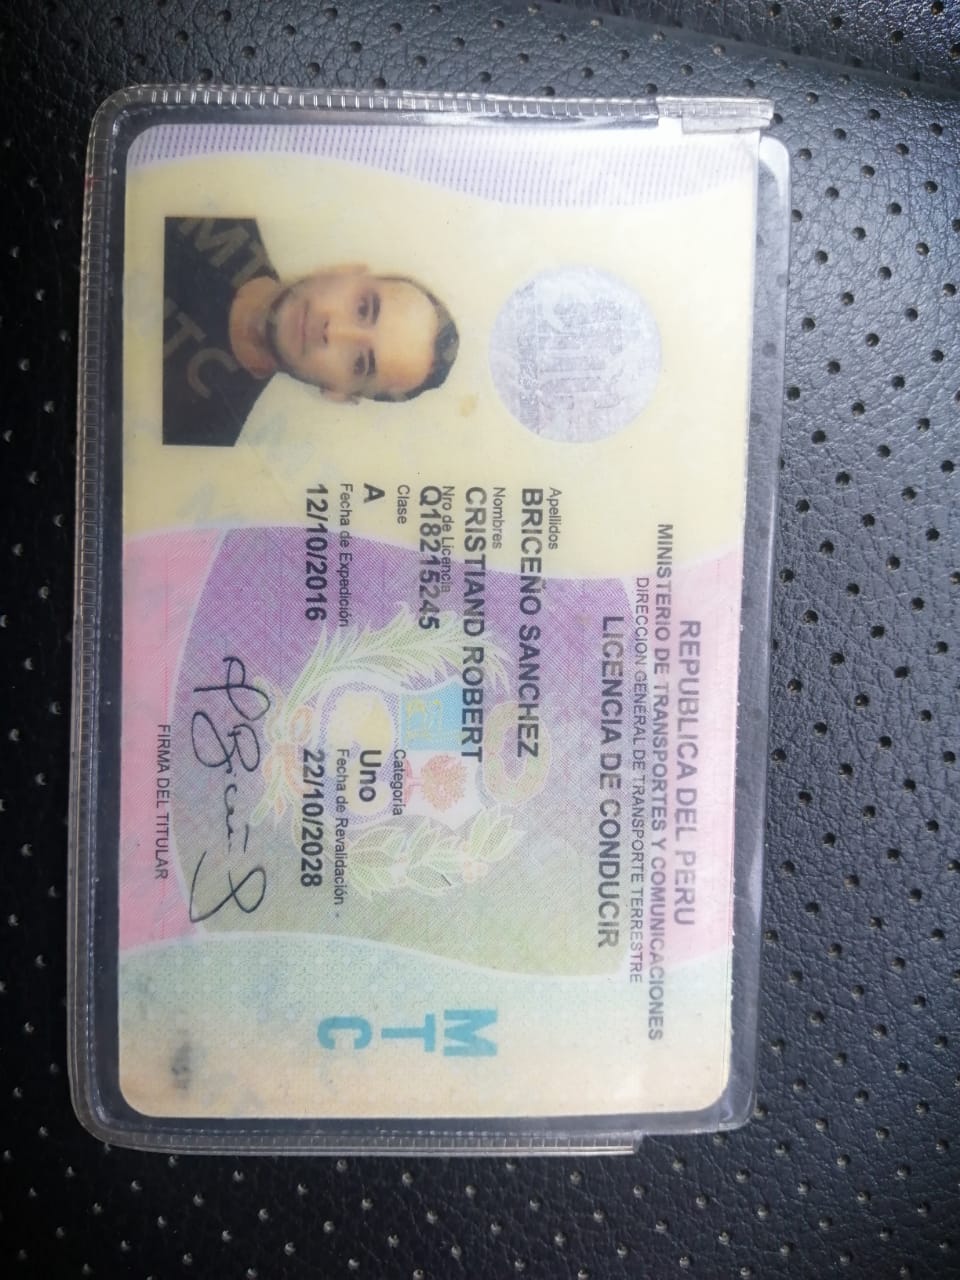 REPUBLICA DEL PERU
MINISTERIO DE TRANSPORTES Y COMUNICACIONES
DIRECCION GENERAL DE TRANSPORTE TERRESTRE
LICENCIA DE CONDUCIR
Apellidos
BRICEÑO SANCHEZ
Nombres
CRISTIAND ROBERT
Nro de Licencia
Q18215245
Clase Categoria
A Uno
Fecha de Expedición Fecha de Revalidación
12/10/2016 22/10/2028
FIRMA DEL TITULAR
M
T
C
MTC